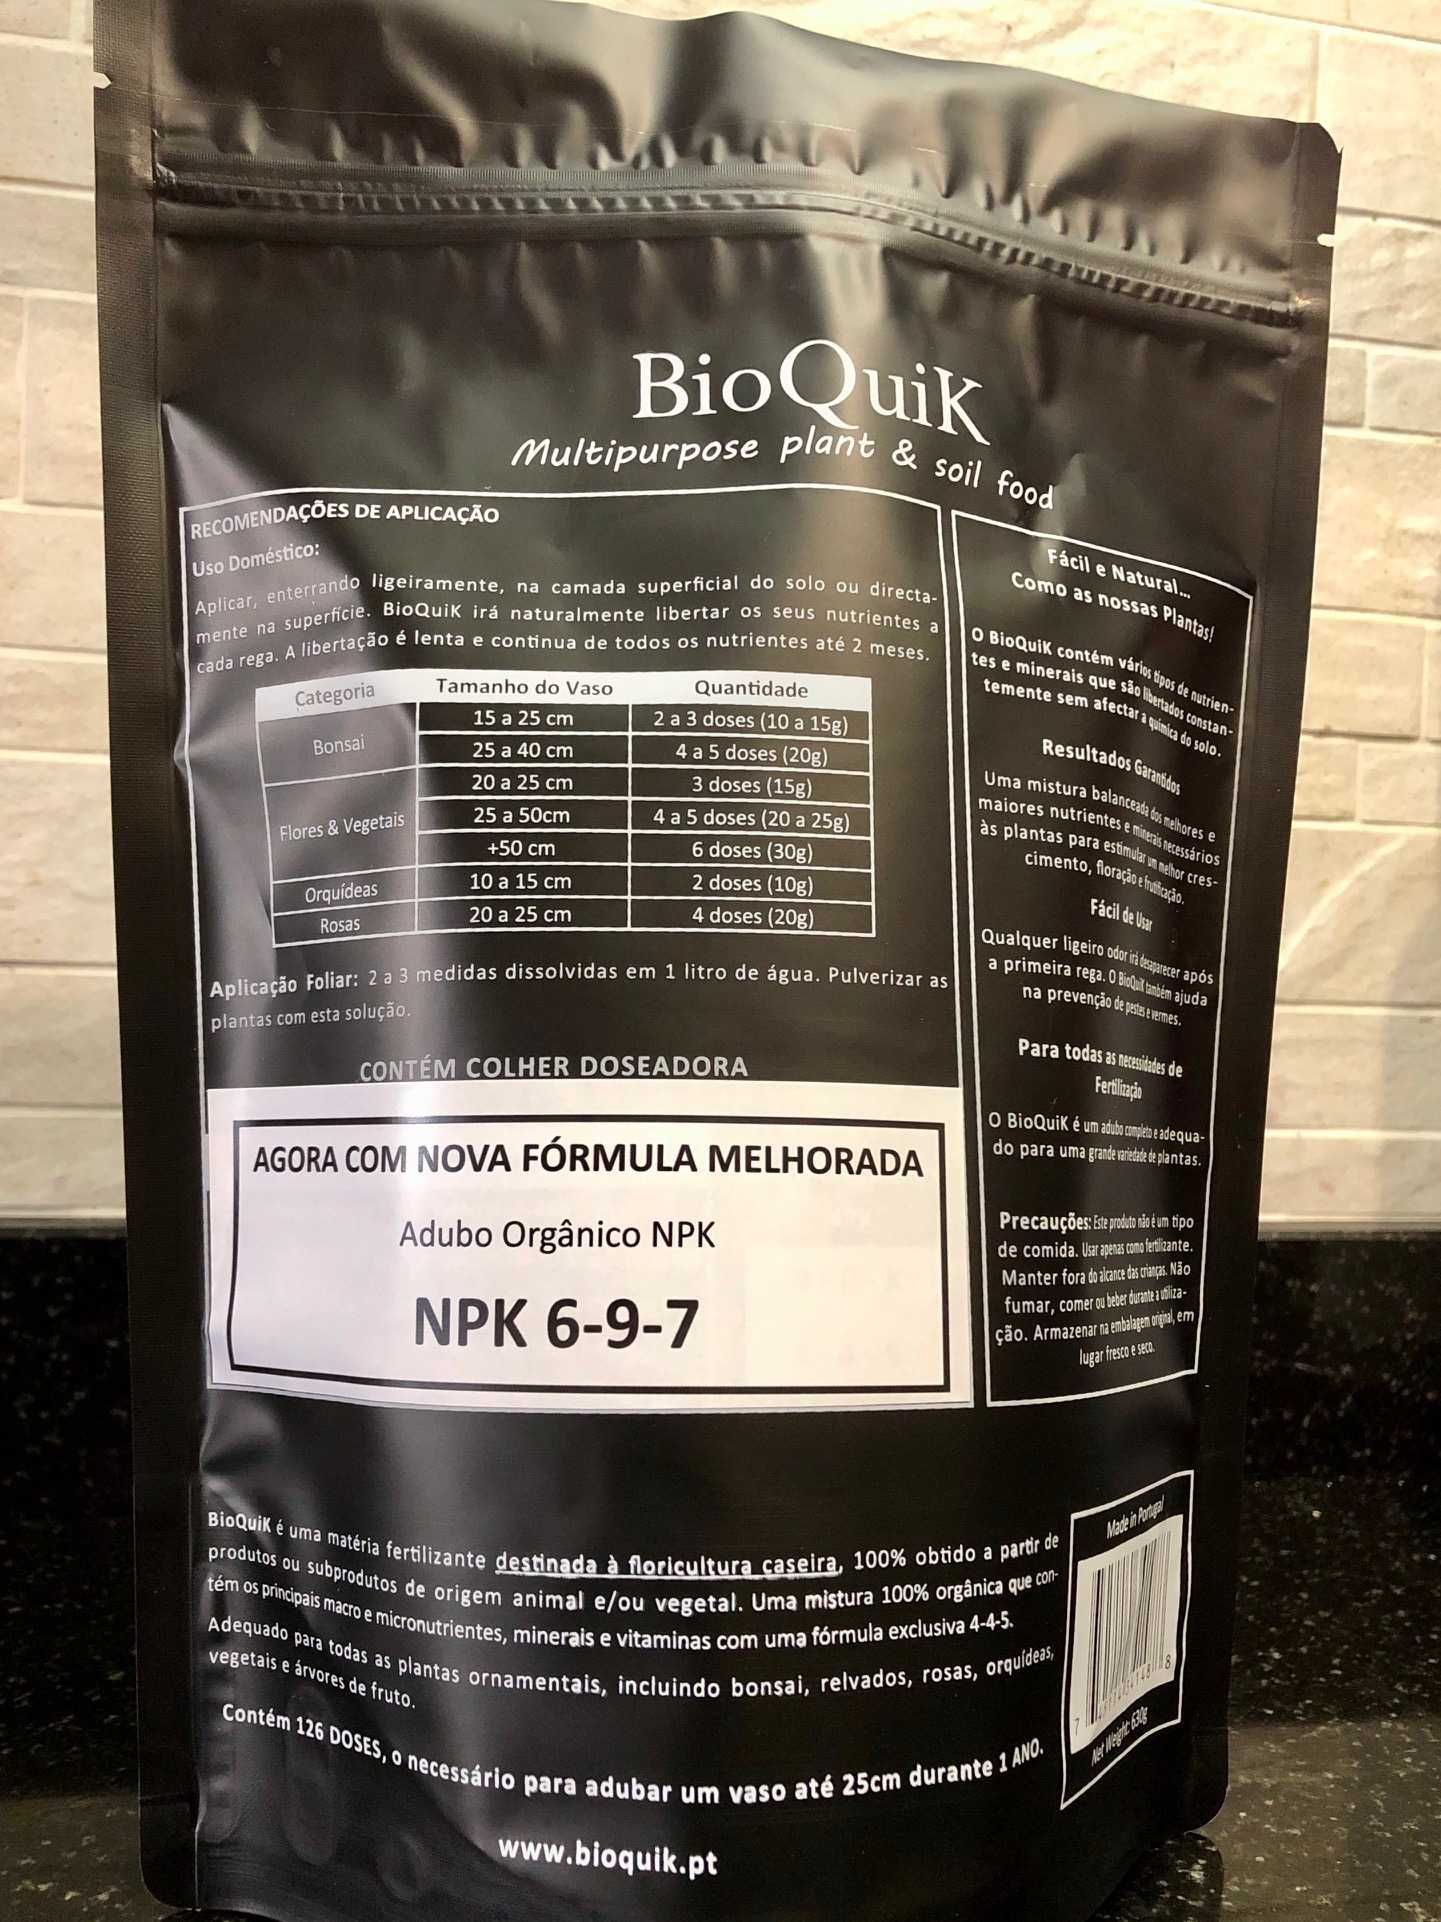 BioQuiK
Multipurpose plant & soil food
RECOMENDAÇÕES DE APLICAÇÃO
Uso Doméstico:
Aplicar, enterrando ligeiramente, na camada superficial do solo ou directa-
mente na superfície. BioQuiK irá naturalmente libertar os seus nutrientes a
cada rega. A libertação é lenta e continua de todos os nutrientes até 2 meses.
Categoria Tamanho do Vaso Quantidade
Bonsai 15 a 25 cm 2 a 3 doses (10 a 15g)
25 a 40 cm 4 a 5 doses (20g)
Flores & Vegetais 20 a 25 cm 3 doses (15g)
25 a 50cm 4 a 5 doses (20 a 25g)
+50 cm 6 doses (30g)
Orquídeas 10 a 15 cm 2 doses (10g)
Rosas 20 a 25 cm 4 doses (20g)
Aplicação Foliar: 2 a 3 medidas dissolvidas em 1 litro de água. Pulverizar as
plantas com esta solução.
CONTÉM COLHER DOSEADORA
AGORA COM NOVA FÓRMULA MELHORADA
Adubo Orgânico NPK
NPK 6-9-7
Fácil e Natural...
Como as nossas Plantas!
O BioQuiK contém vários tipos de nutrien-
tes e minerais que são libertados constan-
temente sem afectar a química do solo.
Resultados Garantidos
Uma mistura balanceada dos melhores e
maiores nutrientes e minerais necessários
às plantas para estimular um melhor cres-
cimento, floração e frutificação.
Fácil de Usar
Qualquer ligeiro odor irá desaparecer após
a primeira rega. O BioQuiK também ajuda
na prevenção de pestes e vermes.
Para todas as necessidades de
Fertilização
O BioQuiK é um adubo completo e adequa-
do para uma grande variedade de plantas.
Precauções: Este produto não é um tipo
de comida. Usar apenas como fertilizante.
Manter fora do alcance das crianças. Não
fumar, comer ou beber durante a utiliza-
ção. Armazenar na embalagem original, em
lugar fresco e seco.
BioQuiK é uma matéria fertilizante destinada à floricultura caseira, 100% obtido a partir de
produtos ou subprodutos de origem animal e/ou vegetal. Uma mistura 100% orgânica que con-
tém os principais macro e micronutrientes, minerais e vitaminas com uma fórmula exclusiva 4-4-5.
Adequado para todas as plantas ornamentais, incluindo bonsai, relvados, rosas, orquídeas,
vegetais e árvores de fruto.
Contém 126 DOSES, o necessário para adubar um vaso até 25cm durante 1 ANO.
www.bioquik.pt
Made in Portugal
Net Weight: 630g